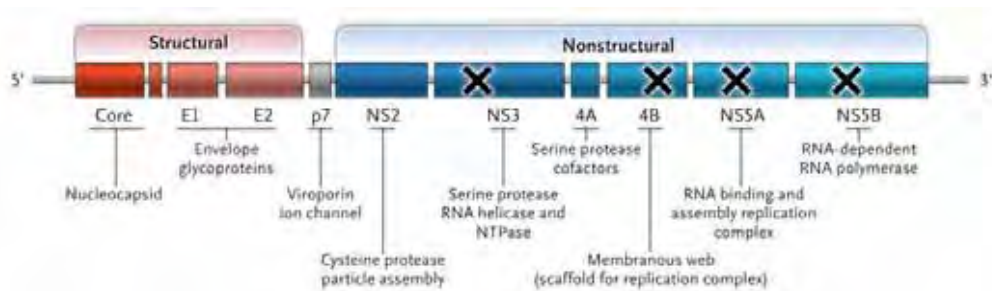 Structural
Nonstructural
5'
3'
Core
E1
E2
p7
NS2
NS3
4A
4B
NS5A
NS5B
Envelope
glycoproteins
Serine protease
cofactors
RNA-dependent
RNA polymerase
Nucleocapsid
Viroporin
ion channel
Serine protease
RNA helicase and
NTPase
RNA binding and
assembly replication
complex
Cysteine protease
particle assembly
Membranous web
(scaffold for replication complex)